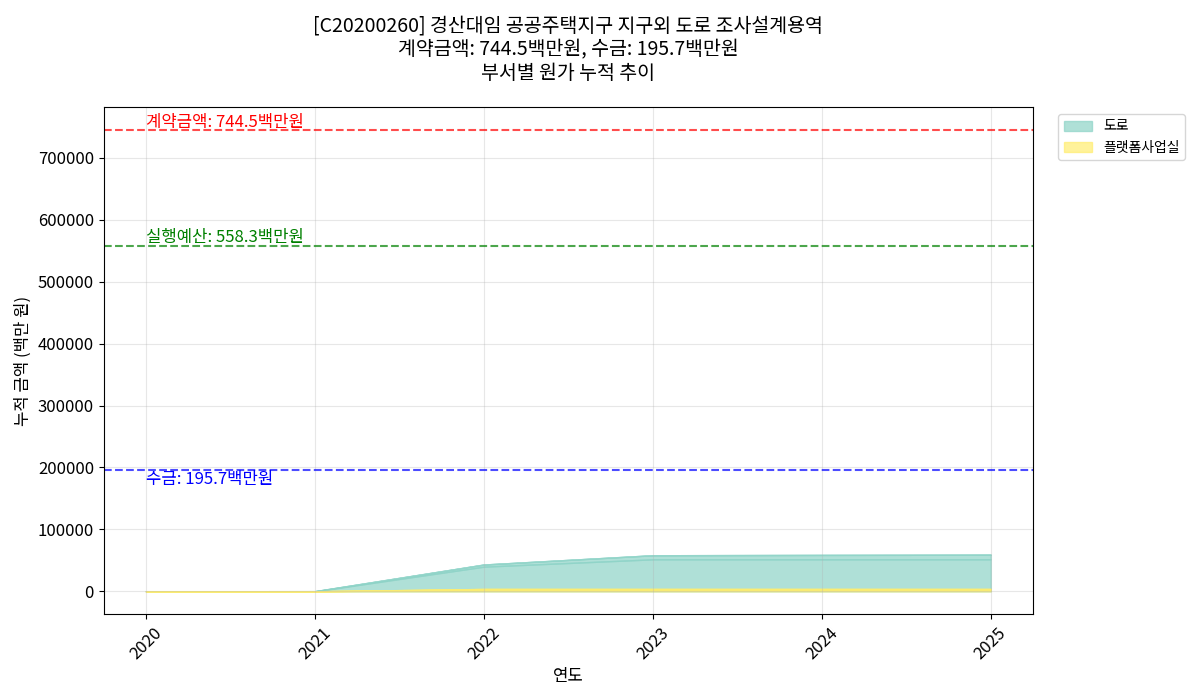 [C20200260] 경산대임 공공주택지구 지구외 도로 조사설계용역
계약금액: 744.5백만원, 수금: 195.7백만원
부서별 원가 누적 추이
계약금액: 744.5백만원
실행예산: 558.3백만원
수금: 195.7백만원
도로
플랫폼사업실
누적 금액 (백만 원)
700000
600000
500000
400000
300000
200000
100000
0
2020
2021
2022
2023
2024
2025
연도